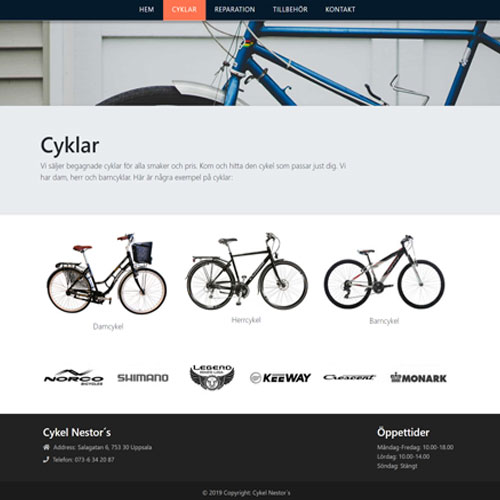 HEM CYKLAR REPARATION TILLBEHÖR KONTAKT
Cyklar
Vi säljer begagnade cyklar för alla smaker och pris. Kom och hitta den cykel som passar just dig. Vi
har dam, herr och barncyklar. Här är några exempel på cyklar:
Damcykel
Herrcykel
Barncykel
NORCO
BICYCLES
SHIMANO
LEGEND
KEEWAY
Crescent
MONARK
Cykel Nestor´s
Address: Salagatan 6, 753 30 Uppsala
Telefon: 073-6 34 20 87
Öppettider
Måndag-Fredag: 10.00-18.00
Lördag: 10.00-14.00
Söndag: Stängt
© 2019 Copyright: Cykel Nestor´s